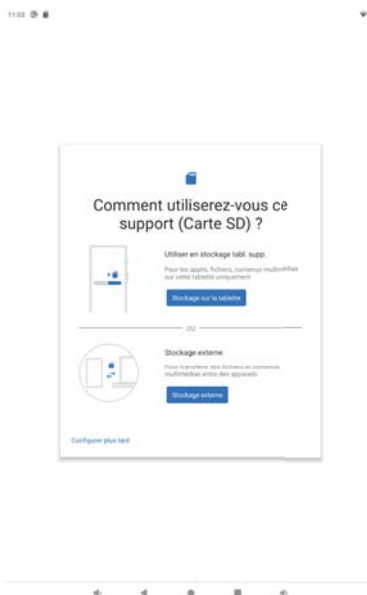 11:03
Comment utiliserez-vous ce
support (Carte SD) ?
Utiliser en stockage tabl. supp.
Pour les applis, fichiers, contenus multimédias
sur cette tablette uniquement
Stockage sur la tablette
OU
Stockage externe
Pour transférer des fichiers et contenus
multimédias entre des appareils
Stockage externe
Configurer plus tard